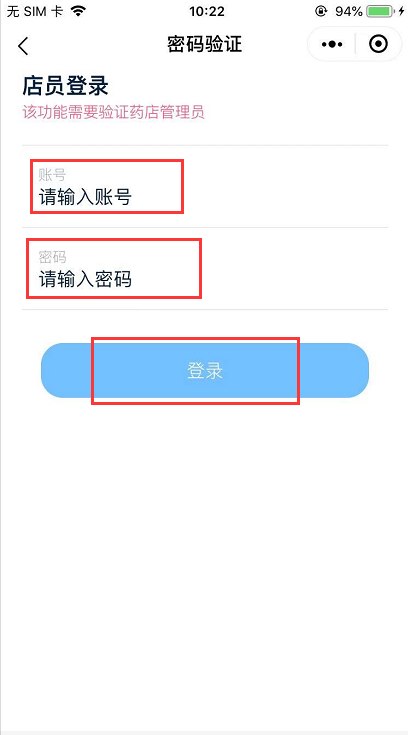 无 SIM 卡 10:22 94%
密码验证
店员登录
该功能需要验证药店管理员
账号
请输入账号
密码
请输入密码
登录